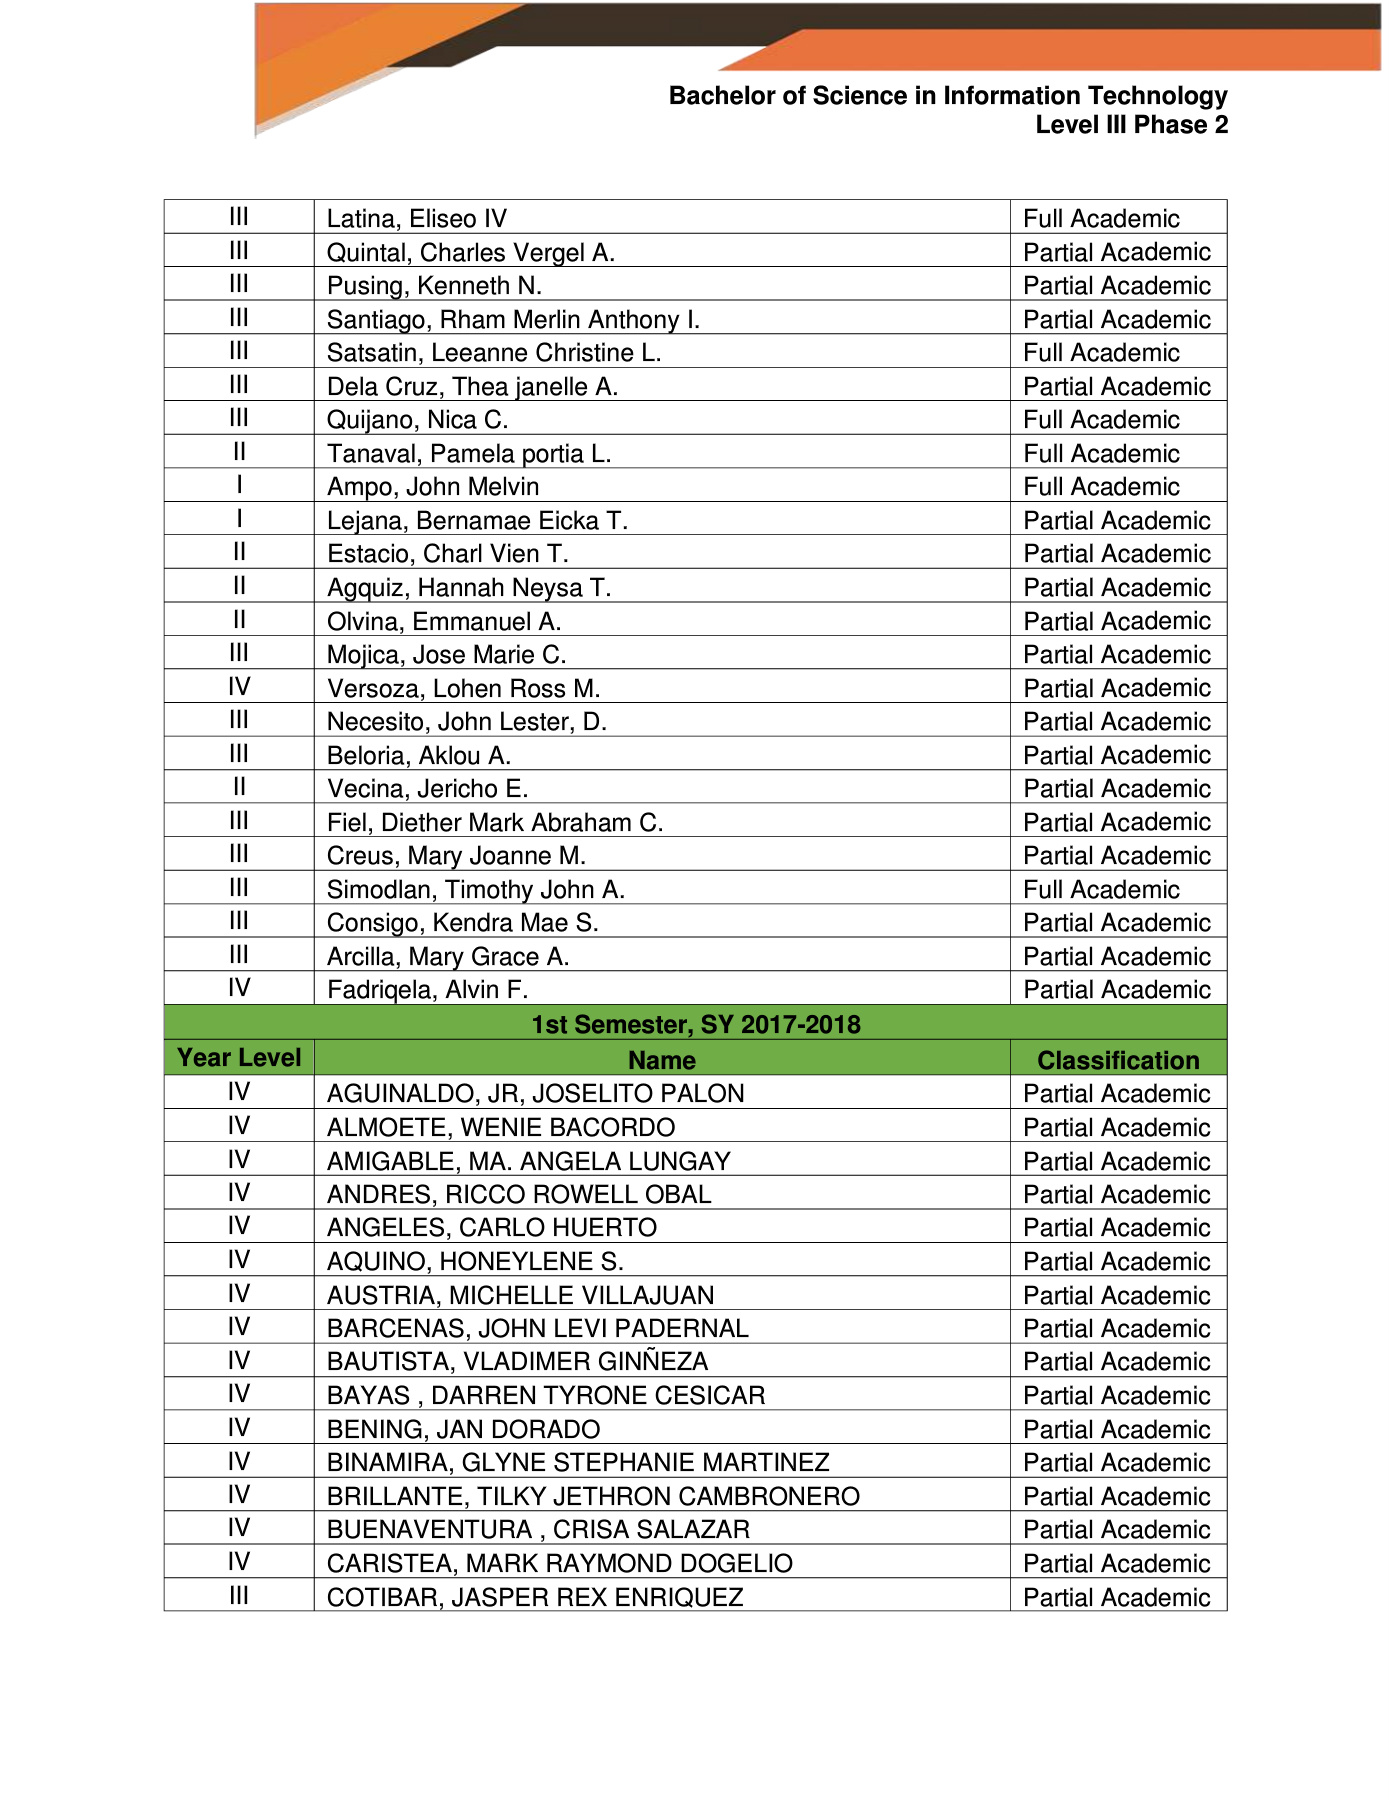 Bachelor of Science in Information Technology
Level III Phase 2
III Latina, Eliseo IV Full Academic
III Quintal, Charles Vergel A. Partial Academic
III Pusing, Kenneth N. Partial Academic
III Santiago, Rham Merlin Anthony I. Partial Academic
III Satsatin, Leeanne Christine L. Full Academic
III Dela Cruz, Thea janelle A. Partial Academic
III Quijano, Nica C. Full Academic
II Tanaval, Pamela portia L. Full Academic
I Ampo, John Melvin Full Academic
I Lejana, Bernamae Eicka T. Partial Academic
II Estacio, Charl Vien T. Partial Academic
II Agquiz, Hannah Neysa T. Partial Academic
II Olvina, Emmanuel A. Partial Academic
III Mojica, Jose Marie C. Partial Academic
IV Versoza, Lohen Ross M. Partial Academic
III Necesito, John Lester, D. Partial Academic
III Beloria, Aklou A. Partial Academic
II Vecina, Jericho E. Partial Academic
III Fiel, Diether Mark Abraham C. Partial Academic
III Creus, Mary Joanne M. Partial Academic
III Simodlan, Timothy John A. Full Academic
III Consigo, Kendra Mae S. Partial Academic
III Arcilla, Mary Grace A. Partial Academic
IV Fadriqela, Alvin F. Partial Academic
1st Semester, SY 2017-2018
Year Level Name Classification
IV AGUINALDO, JR, JOSELITO PALON Partial Academic
IV ALMOETE, WENIE BACORDO Partial Academic
IV AMIGABLE, MA. ANGELA LUNGAY Partial Academic
IV ANDRES, RICCO ROWELL OBAL Partial Academic
IV ANGELES, CARLO HUERTO Partial Academic
IV AQUINO, HONEYLENE S. Partial Academic
IV AUSTRIA, MICHELLE VILLAJUAN Partial Academic
IV BARCENAS, JOHN LEVI PADERNAL Partial Academic
IV BAUTISTA, VLADIMER GINÑEZA Partial Academic
IV BAYAS , DARREN TYRONE CESICAR Partial Academic
IV BENING, JAN DORADO Partial Academic
IV BINAMIRA, GLYNE STEPHANIE MARTINEZ Partial Academic
IV BRILLANTE, TILKY JETHRON CAMBRONERO Partial Academic
IV BUENAVENTURA , CRISA SALAZAR Partial Academic
IV CARISTEA, MARK RAYMOND DOGELIO Partial Academic
III COTIBAR, JASPER REX ENRIQUEZ Partial Academic